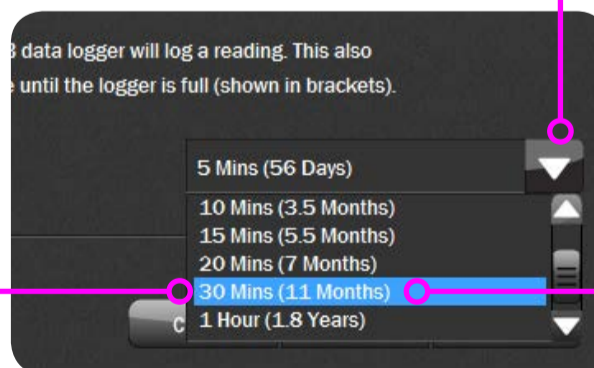 data logger will log a reading. This also
until the logger is full (shown in brackets).
5 Mins (56 Days)
10 Mins (3.5 Months)
15 Mins (5.5 Months)
20 Mins (7 Months)
30 Mins (11 Months)
1 Hour (1.8 Years)